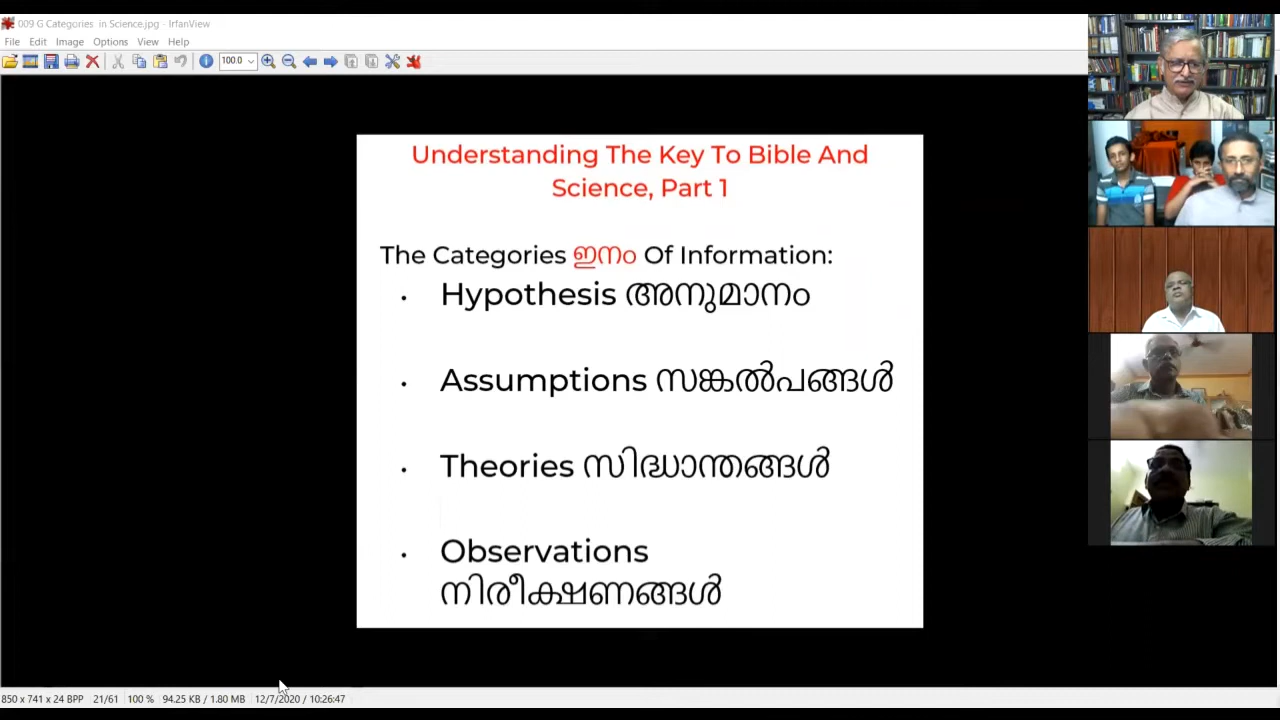 009 G Categories in Science.jpg - IrfanView
File Edit Image Options View Help
100.0
Understanding The Key To Bible And
Science, Part 1
The Categories ഇനം Of Information:
• Hypothesis അനുമാനം
• Assumptions സങ്കൽപങ്ങൾ
• Theories സിദ്ധാന്തങ്ങൾ
• Observations
നിരീക്ഷണങ്ങൾ
850 x 741 x 24 BPP 21/61 100 % 94.25 KB / 1.80 MB 12/7/2020 / 10:26:47